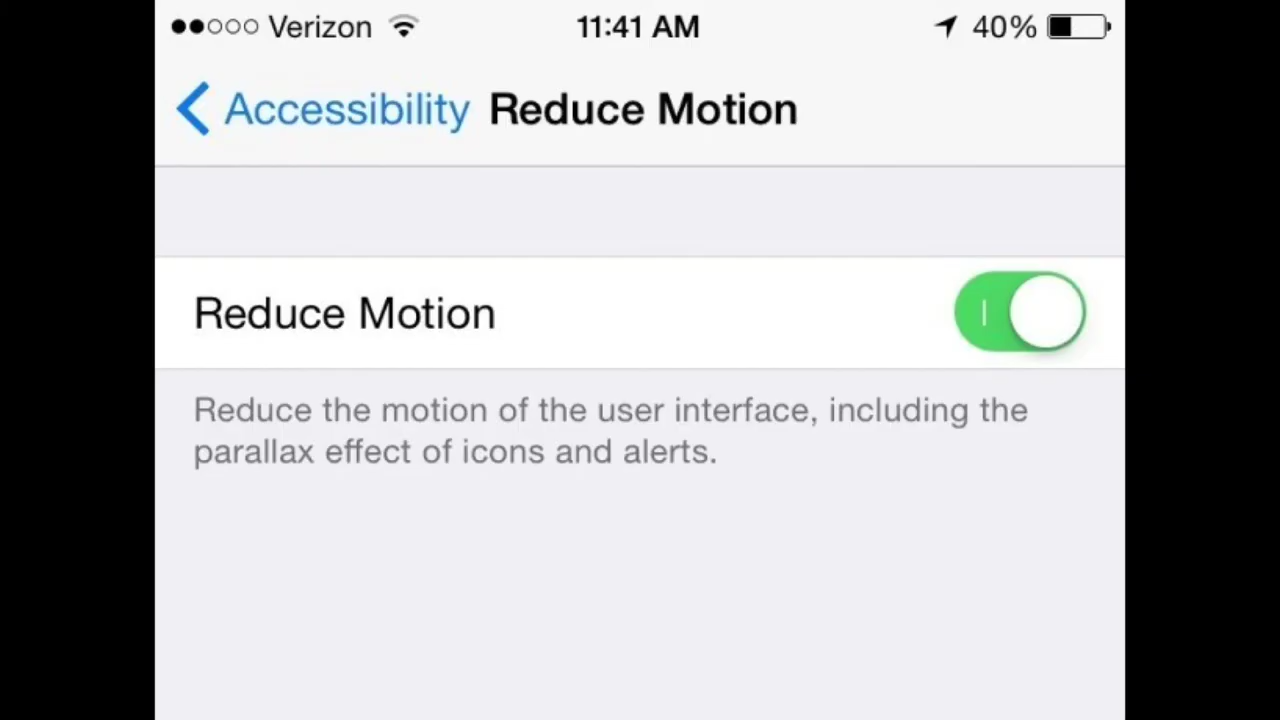 Verizon 11:41 AM 40%
Accessibility Reduce Motion
Reduce Motion
Reduce the motion of the user interface, including the
parallax effect of icons and alerts.